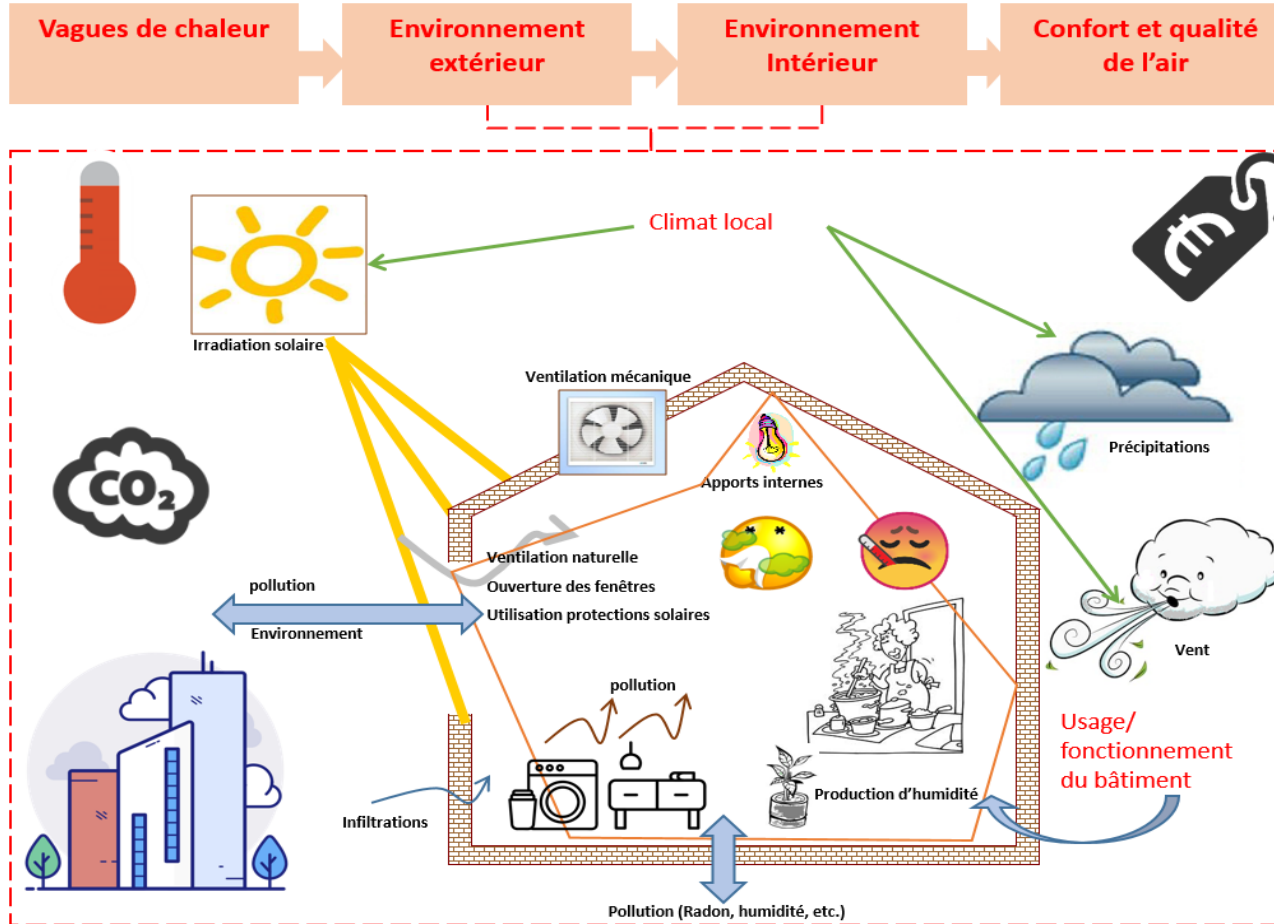 Vagues de chaleur
Environnement
extérieur
Environnement
Intérieur
Confort et qualité
de l'air
Climat local
€
Irradiation solaire
Ventilation mécanique
Précipitations
Apports internes
CO₂
Ventilation naturelle
Ouverture des fenêtres
Utilisation protections solaires
pollution
Environnement
Vent
pollution
Usage/
fonctionnement
du bâtiment
Production d'humidité
Infiltrations
Pollution (Radon, humidité, etc.)